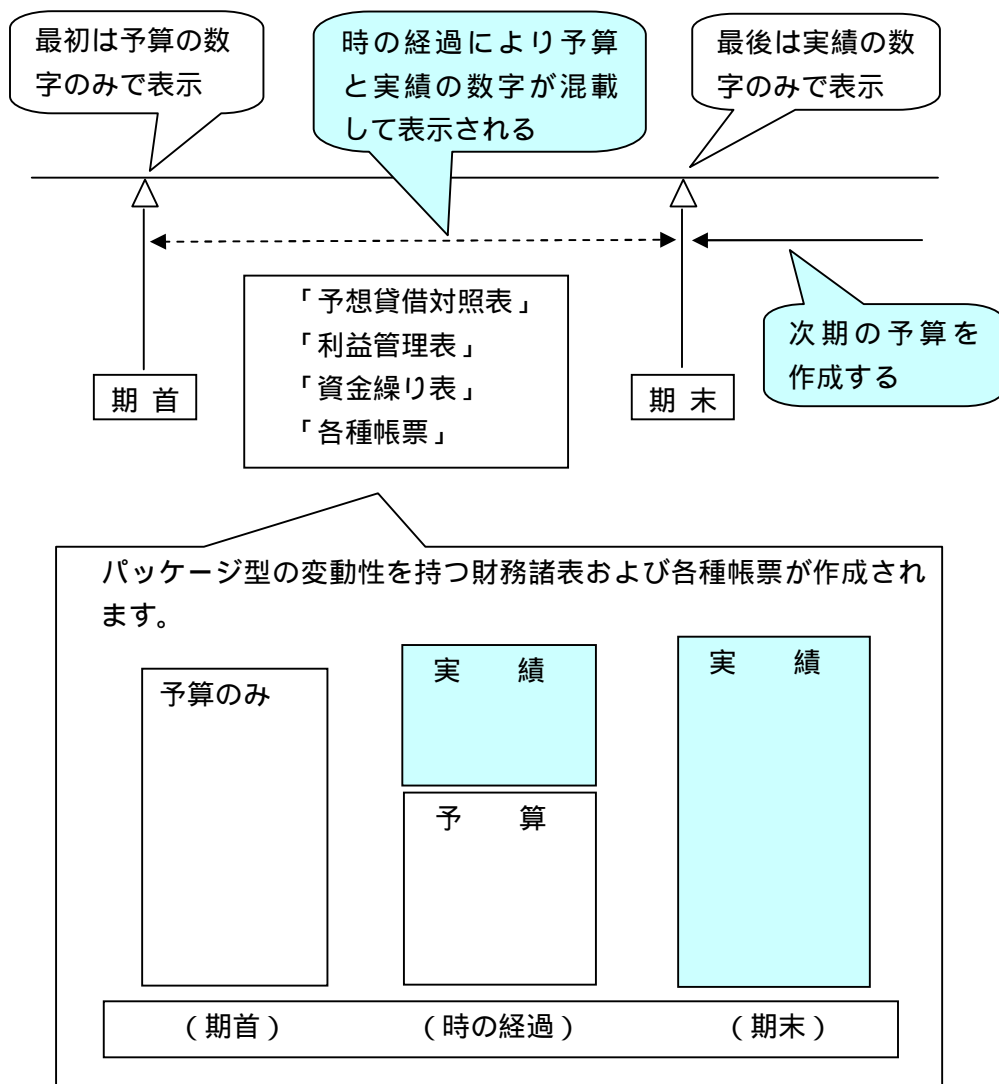 最初は予算の数
字のみで表示
時の経過により予算
と実績の数字が混載
して表示される
最後は実績の数
字のみで表示
「予想貸借対照表」
「利益管理表」
「資金繰り表」
「各種帳票」
次期の予算を
作成する
期 首
期 末
パッケージ型の変動性を持つ財務諸表および各種帳票が作成され
ます。
予算のみ
実 績
予 算
実 績
（期首） （時の経過） （期末）